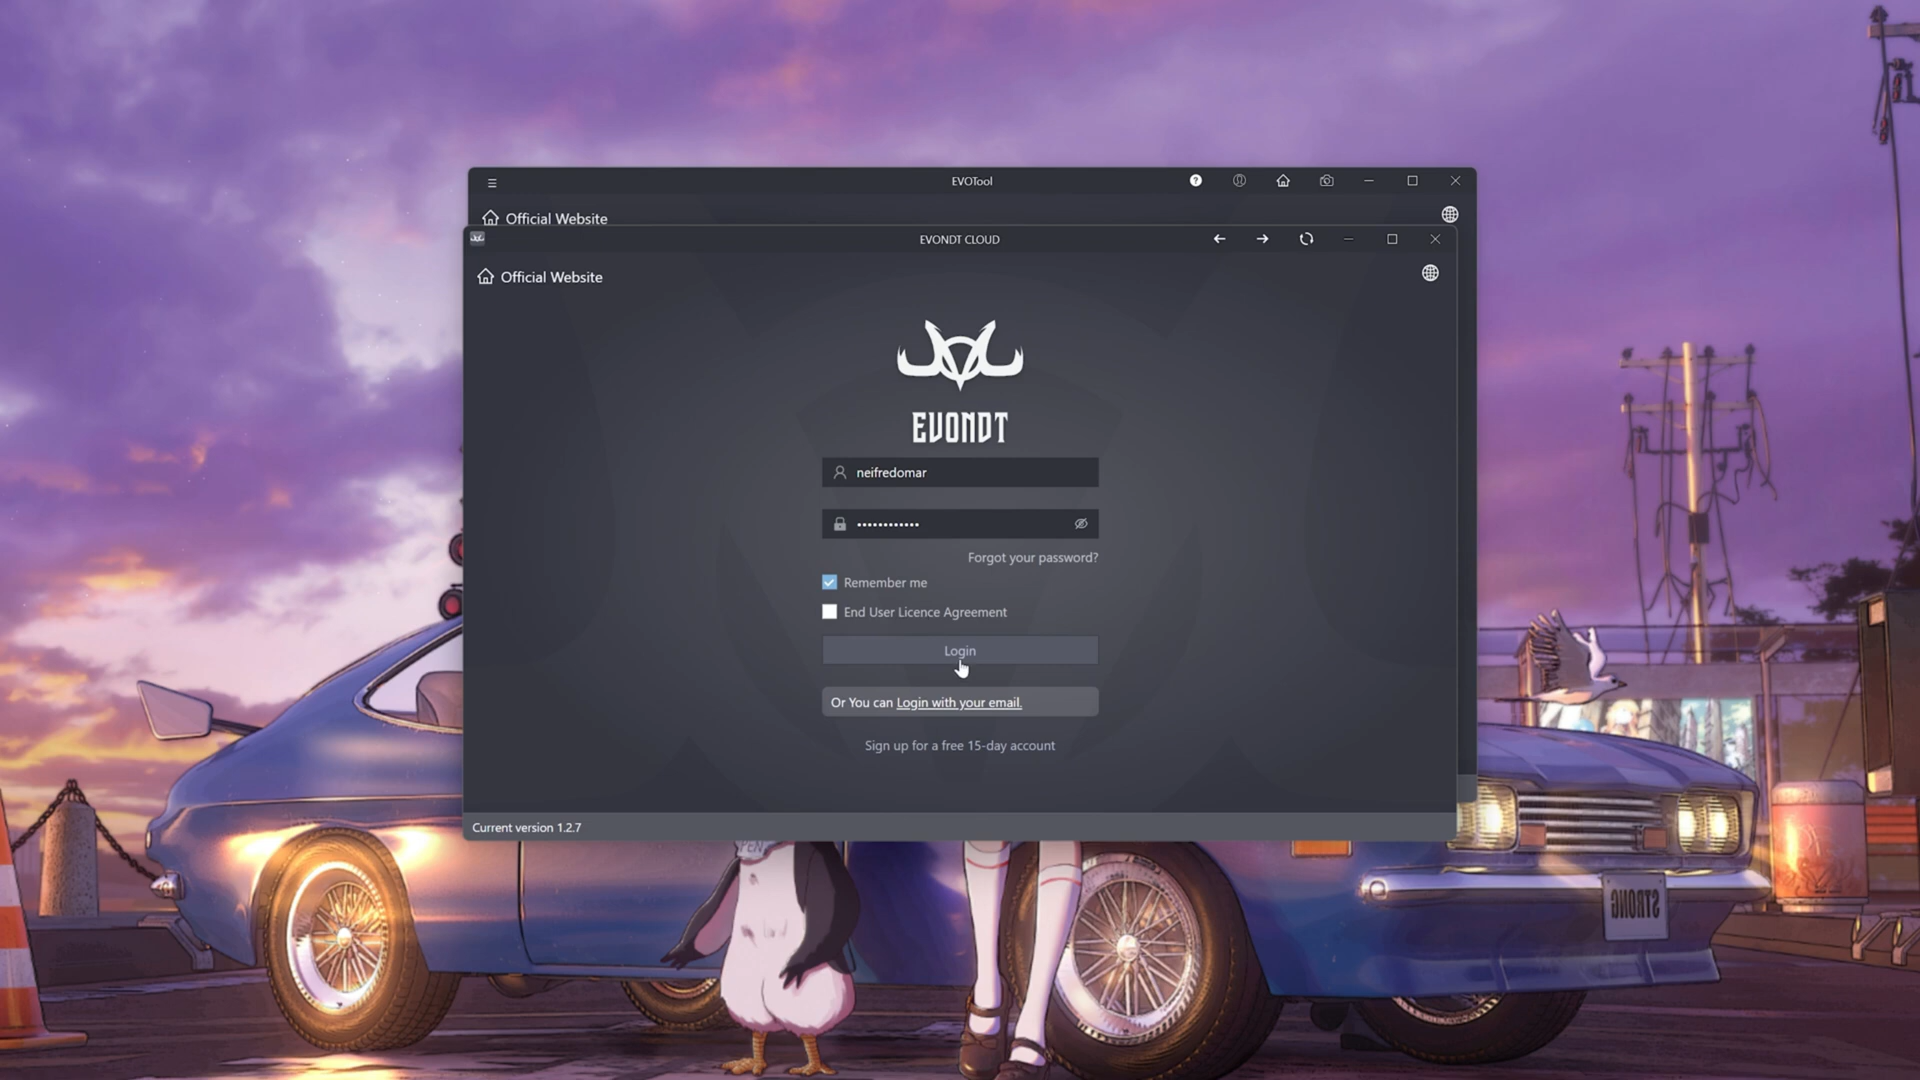 EVOTool
Official Website
EVONDT CLOUD
Official Website
EVONDT
neifredomar
Forgot your password?
Remember me
End User Licence Agreement
Login
Or You can Login with your email.
Sign up for a free 15-day account
Current version 1.2.7
PEN
STRONG